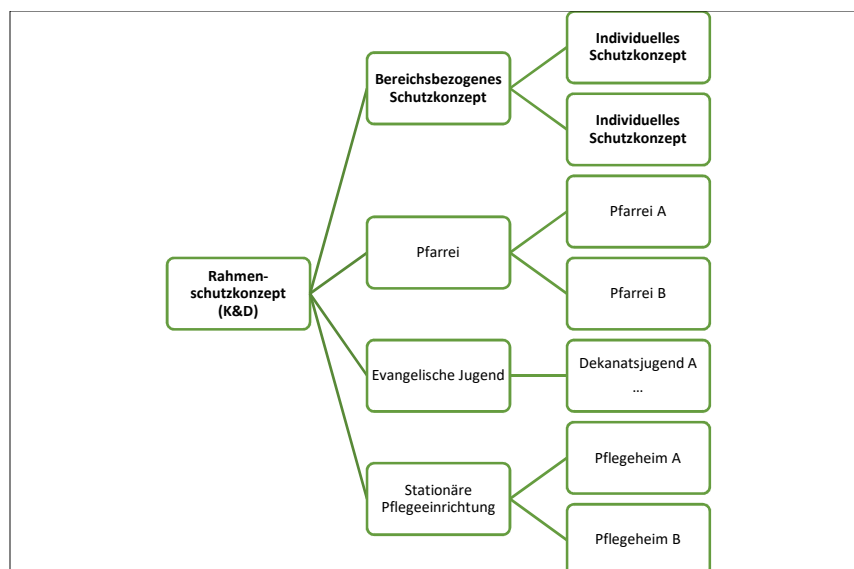 Individuelles
Schutzkonzept
Bereichsbezogenes
Schutzkonzept
Individuelles
Schutzkonzept
Pfarrei A
Pfarrei
Pfarrei B
Rahmen-
schutzkonzept
(K&D)
Evangelische Jugend
Dekanatsjugend A
...
Pflegeheim A
Stationäre
Pflegeeinrichtung
Pflegeheim B